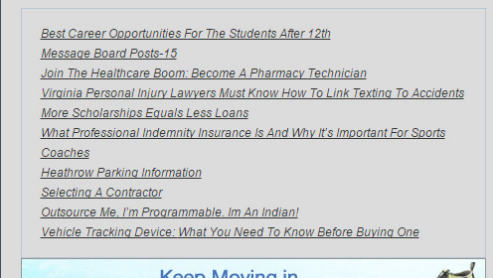 Best Career Opportunities For The Students After 12th
Message Board Posts-15
Join The Healthcare Boom: Become A Pharmacy Technician
Virginia Personal Injury Lawyers Must Know How To Link Texting To Accidents
More Scholarships Equals Less Loans
What Professional Indemnity Insurance Is And Why It's Important For Sports
Coaches
Heathrow Parking Information
Selecting A Contractor
Outsource Me, I'm Programmable, Im An Indian!
Vehicle Tracking Device: What You Need To Know Before Buying One
Keep Moving in